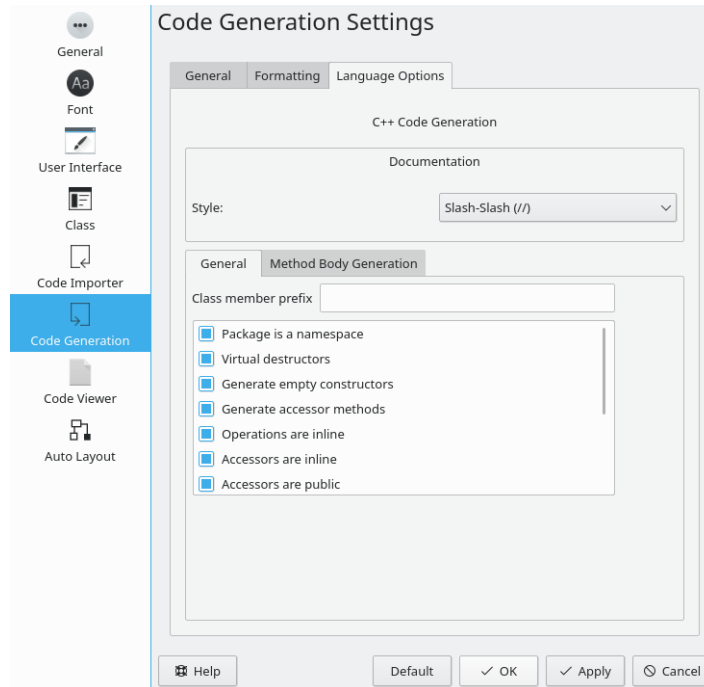 General
Aa
Font
User Interface
Class
Code Importer
Code Generation
Code Viewer
Auto Layout
Code Generation Settings
General Formatting Language Options
C++ Code Generation
Documentation
Style: Slash-Slash (//)
General Method Body Generation
Class member prefix
Package is a namespace
Virtual destructors
Generate empty constructors
Generate accessor methods
Operations are inline
Accessors are inline
Accessors are public
Help Default OK Apply Cancel